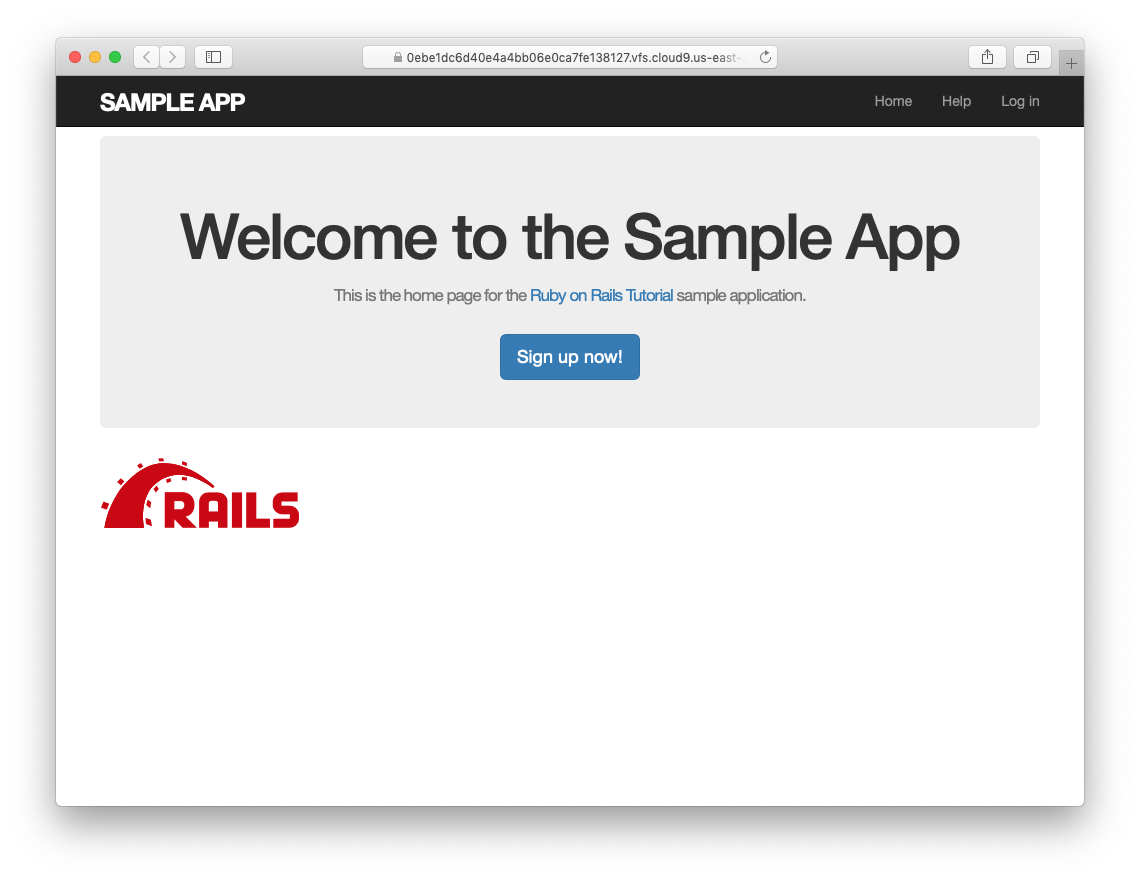 0ebe1dc6d40e4a4bb06e0ca7fe138127.vfs.cloud9.us-east-
SAMPLE APP
Home Help Log in
Welcome to the Sample App
This is the home page for the Ruby on Rails Tutorial sample application.
Sign up now!
RAILS